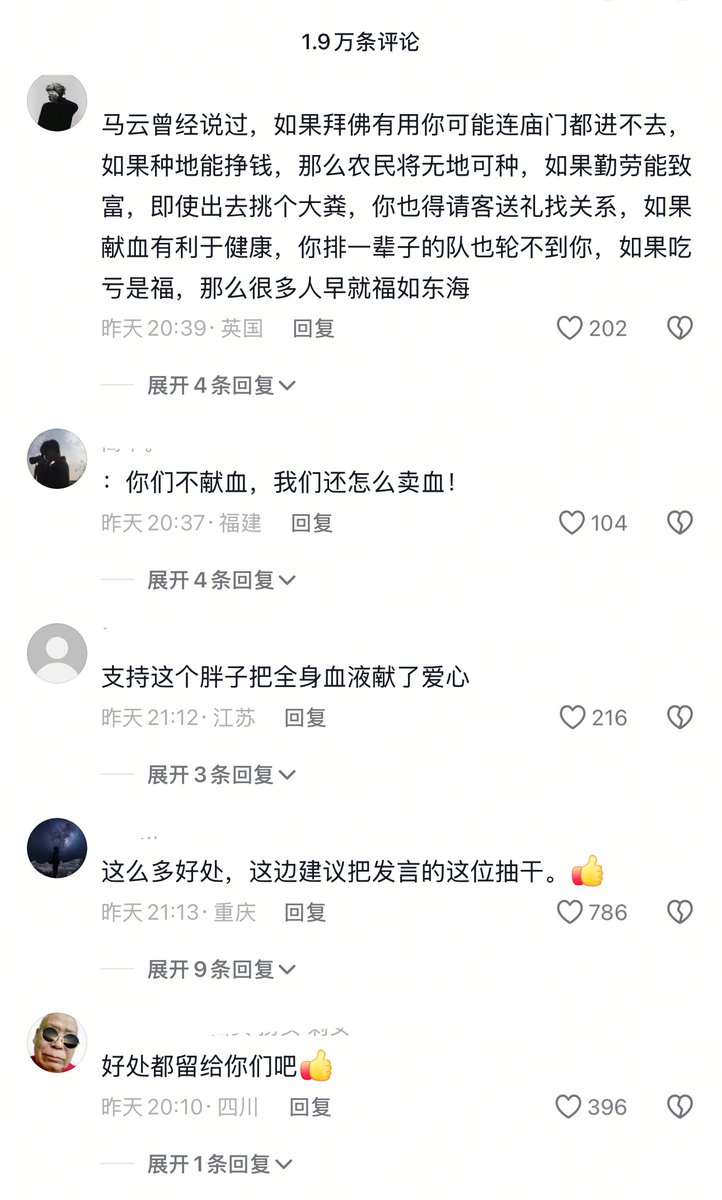 1.9万条评论
马云曾经说过，如果拜佛有用你可能连庙门都进不去，
如果种地能挣钱，那么农民将无地可种，如果勤劳能致
富，即使出去挑个大粪，你也得请客送礼找关系，如果
献血有利于健康，你排一辈子的队也轮不到你，如果吃
亏是福，那么很多人早就福如东海
昨天 20:39 · 英国 回复 202
展开 4 条回复
：你们不献血，我们还怎么卖血！
昨天 20:37 · 福建 回复 104
展开 4 条回复
支持这个胖子把全身血液献了爱心
昨天 21:12 · 江苏 回复 216
展开 3 条回复
这么多好处，这边建议把发言的这位抽干。👍
昨天 21:13 · 重庆 回复 786
展开 9 条回复
好处都留给你们吧👍
昨天 20:10 · 四川 回复 396
展开 1 条回复